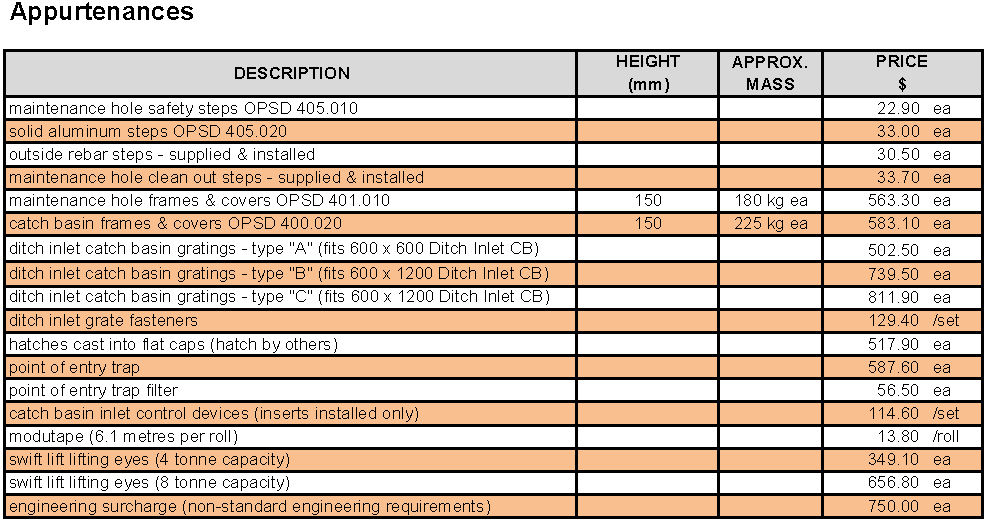 Appurtenances
DESCRIPTION HEIGHT (mm) APPROX. MASS PRICE $
maintenance hole safety steps OPSD 405.010 22.90 ea
solid aluminum steps OPSD 405.020 33.00 ea
outside rebar steps - supplied & installed 30.50 ea
maintenance hole clean out steps - supplied & installed 33.70 ea
maintenance hole frames & covers OPSD 401.010 150 180 kg ea 563.30 ea
catch basin frames & covers OPSD 400.020 150 225 kg ea 583.10 ea
ditch inlet catch basin gratings - type "A" (fits 600 x 600 Ditch Inlet CB) 502.50 ea
ditch inlet catch basin gratings - type "B" (fits 600 x 1200 Ditch Inlet CB) 739.50 ea
ditch inlet catch basin gratings - type "C" (fits 600 x 1200 Ditch Inlet CB) 811.90 ea
ditch inlet grate fasteners 129.40 /set
hatches cast into flat caps (hatch by others) 517.90 ea
point of entry trap 587.60 ea
point of entry trap filter 56.50 ea
catch basin inlet control devices (inserts installed only) 114.60 /set
modutape (6.1 metres per roll) 13.80 /roll
swift lift lifting eyes (4 tonne capacity) 349.10 ea
swift lift lifting eyes (8 tonne capacity) 656.80 ea
engineering surcharge (non-standard engineering requirements) 750.00 ea